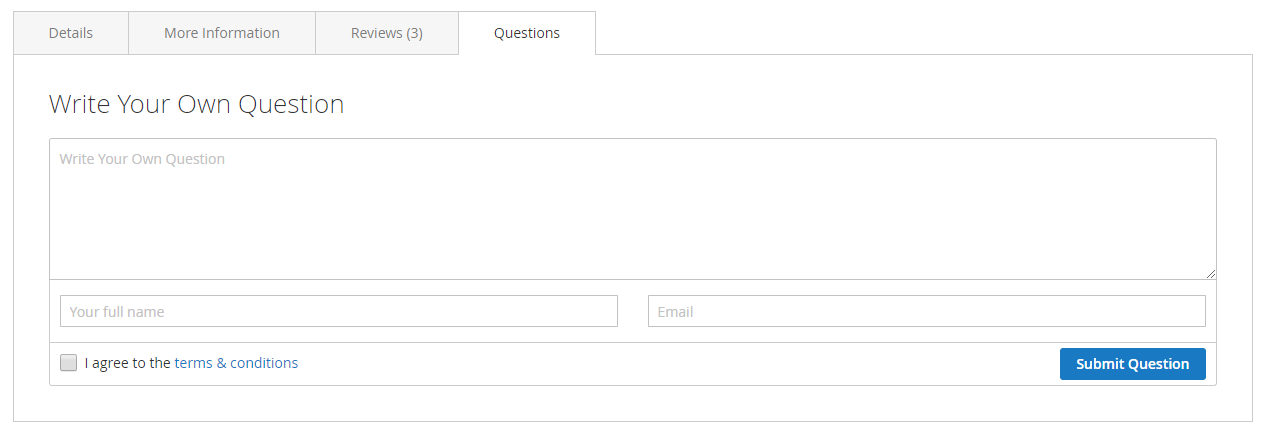 Details More Information Reviews (3) Questions
Write Your Own Question
Write Your Own Question
Your full name Email
I agree to the terms & conditions Submit Question